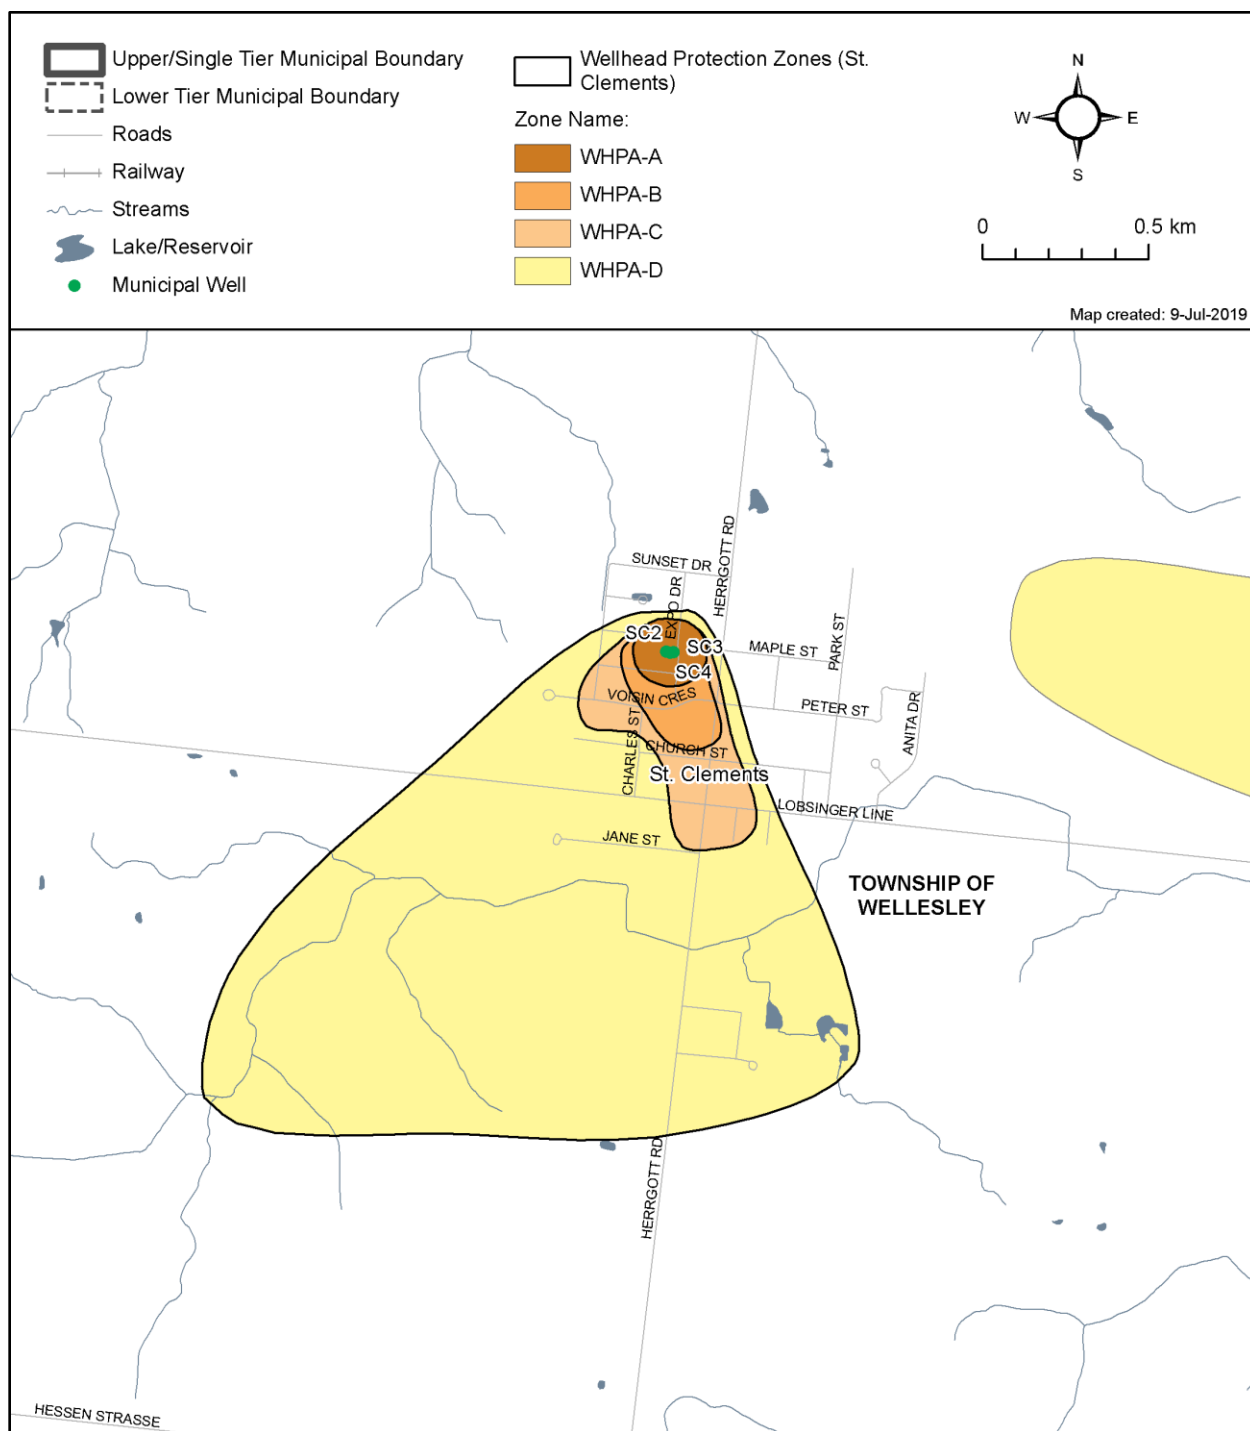 Upper/Single Tier Municipal Boundary
Lower Tier Municipal Boundary
Roads
Railway
Streams
Lake/Reservoir
Municipal Well
Wellhead Protection Zones (St.
Clements)
Zone Name:
WHPA-A
WHPA-B
WHPA-C
WHPA-D
N
W
E
S
0
0.5 km
Map created: 9-Jul-2019
SUNSET DR
EXPO DR
HERRGOTT RD
SC2
SC3
SC4
MAPLE ST
PARK ST
VOISIN CRES
PETER ST
ANITA DR
CHARLES ST
CHURCH ST
St. Clements
LOBSINGER LINE
JANE ST
TOWNSHIP OF
WELLESLEY
HERRGOTT RD
HESSEN STRASSE